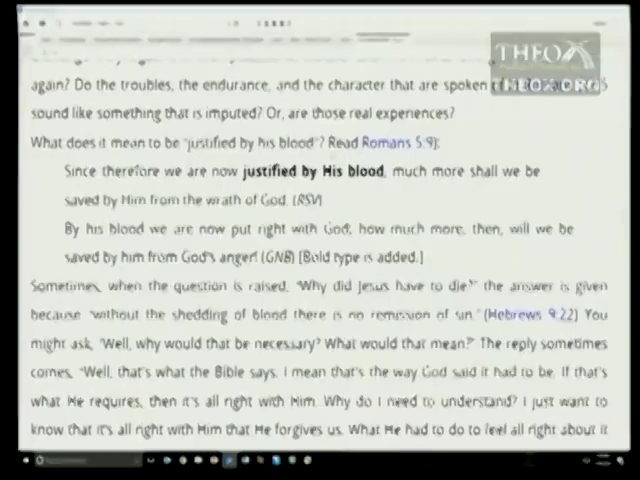 THEOX
THEOX.ORG
again? Do the troubles, the endurance, and the character that are spoken
sound like something that is imputed? Or, are those real experiences?
What does it mean to be "justified by his blood"? Read Romans 5:9]:
Since therefore we are now justified by His blood, much more shall we be
saved by Him from the wrath of God. (RSV)
By his blood we are now put right with God; how much more, then, will we be
saved by him from God's anger! (GNB) [Bold type is added.]
Sometimes, when the question is raised, "Why did Jesus have to die?" the answer is given
because "without the shedding of blood there is no remission of sin." (Hebrews 9:22) You
might ask, "Well, why would that be necessary? What would that mean?" The reply sometimes
comes, "Well, that's what the Bible says. I mean that's the way God said it had to be. If that's
what He requires, then it's all right with Him. Why do I need to understand? I just want to
know that it's all right with Him that He forgives us. What He had to do to feel all right about it